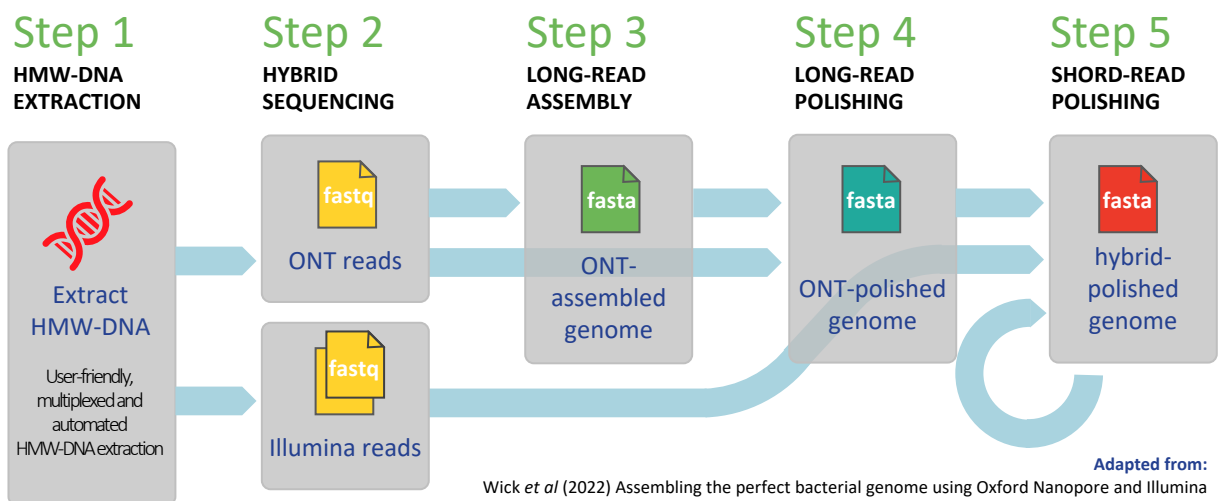 Step 1
HMW-DNA
EXTRACTION
Step 2
HYBRID
SEQUENCING
Step 3
LONG-READ
ASSEMBLY
Step 4
LONG-READ
POLISHING
Step 5
SHORD-READ
POLISHING
Extract
HMW-DNA
User-friendly,
multiplexed and
automated
HMW-DNA extraction
fastq
ONT reads
fastq
Illumina reads
fasta
ONT-
assembled
genome
fasta
ONT-polished
genome
fasta
hybrid-
polished
genome
Adapted from:
Wick et al (2022) Assembling the perfect bacterial genome using Oxford Nanopore and Illumina